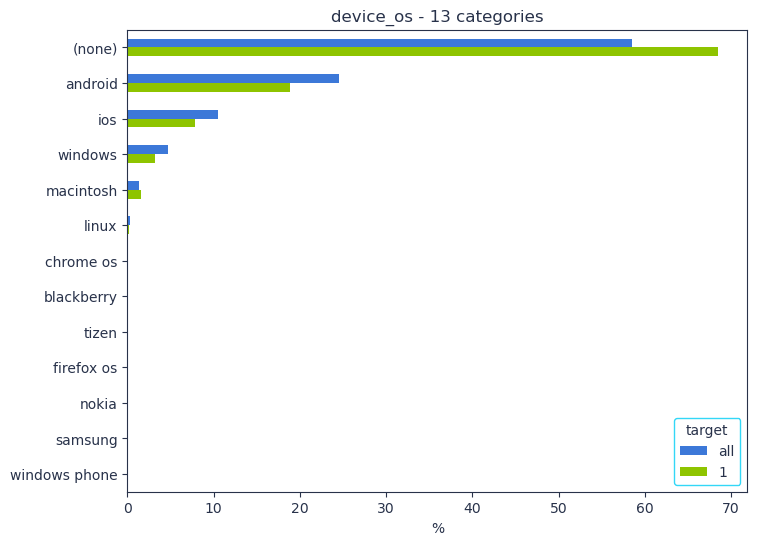 device_os - 13 categories
(none)
android
ios
windows
macintosh
linux
chrome os
blackberry
tizen
firefox os
nokia
samsung
windows phone
target
all
1
0 10 20 30 40 50 60 70
%